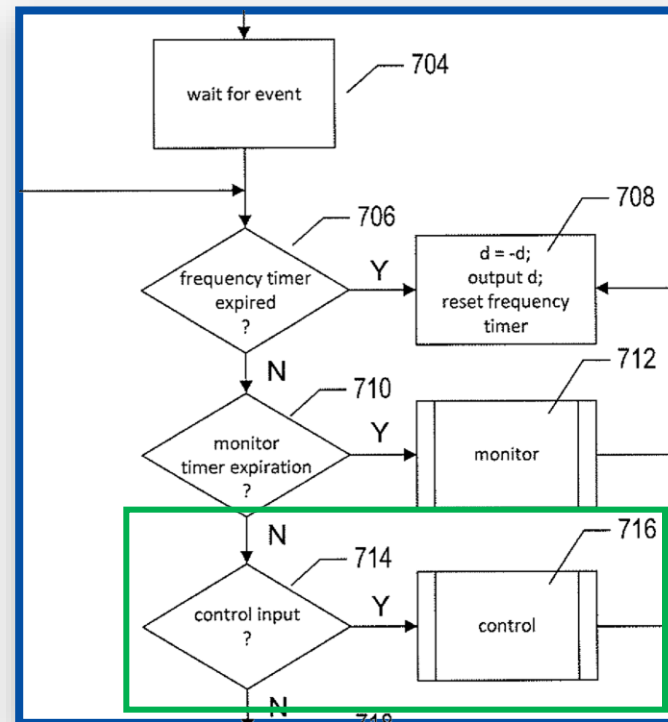 704
wait for event
706
708
frequency timer
expired
?
Y
d = -d;
output d;
reset frequency
timer
N
710
712
monitor
timer expiration
?
Y
monitor
N
714
716
control input
?
Y
control
N